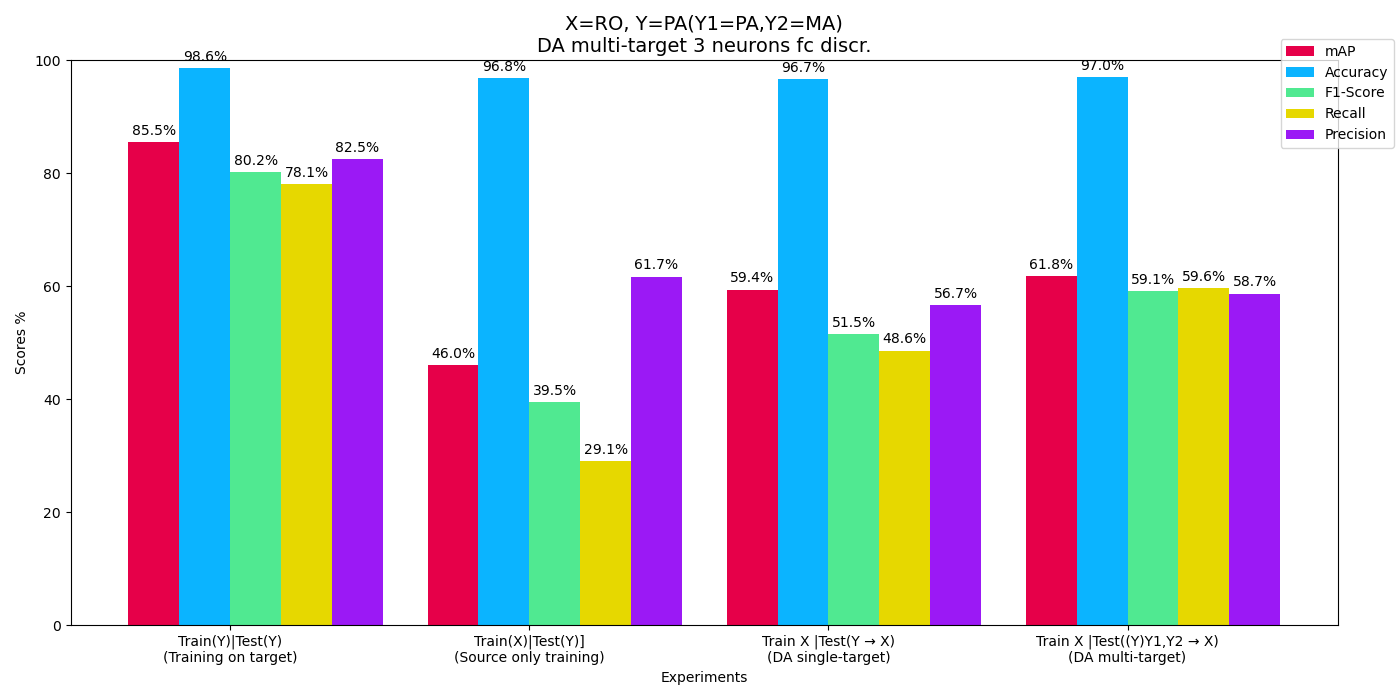 X=RO, Y=PA(Y1=PA,Y2=MA)
DA multi-target 3 neurons fc discr.
mAP
Accuracy
F1-Score
Recall
Precision
Scores %
100
80
60
40
20
0
85.5%
98.6%
80.2%
78.1%
82.5%
46.0%
96.8%
39.5%
29.1%
61.7%
59.4%
96.7%
51.5%
48.6%
56.7%
61.8%
97.0%
59.1%
59.6%
58.7%
Train(Y)|Test(Y)
(Training on target)
Train(X)|Test(Y)]
(Source only training)
Train X |Test(Y → X)
(DA single-target)
Train X |Test((Y)Y1,Y2 → X)
(DA multi-target)
Experiments